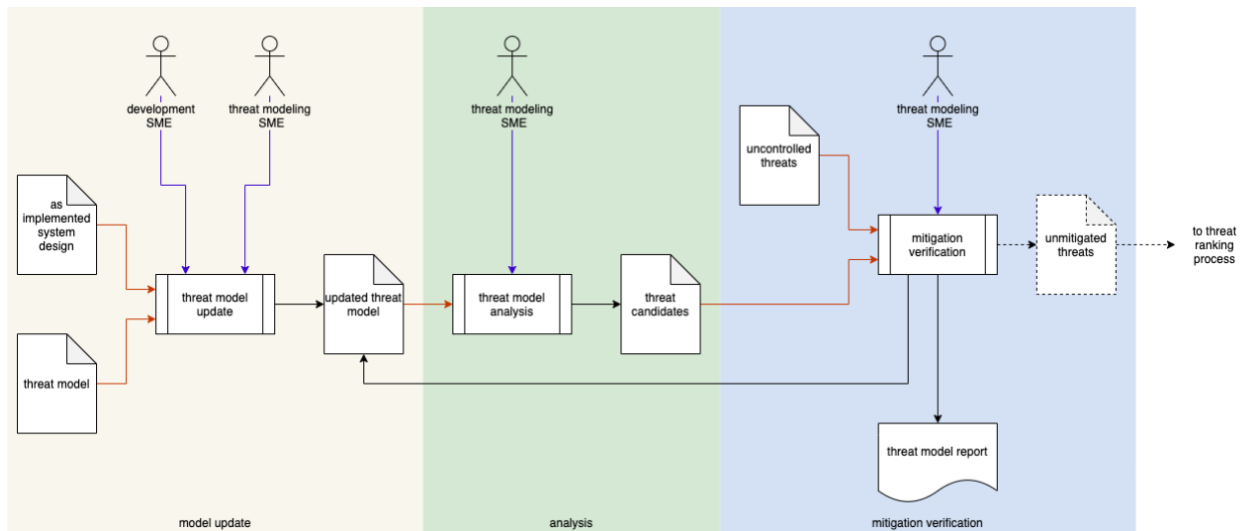 development
SME
threat modeling
SME
threat modeling
SME
threat modeling
SME
uncontrolled
threats
as
implemented
system
design
mitigation
verification
unmitigated
threats
to threat
ranking
process
threat model
update
updated threat
model
threat model
analysis
threat
candidates
threat model
threat model report
model update
analysis
mitigation verification